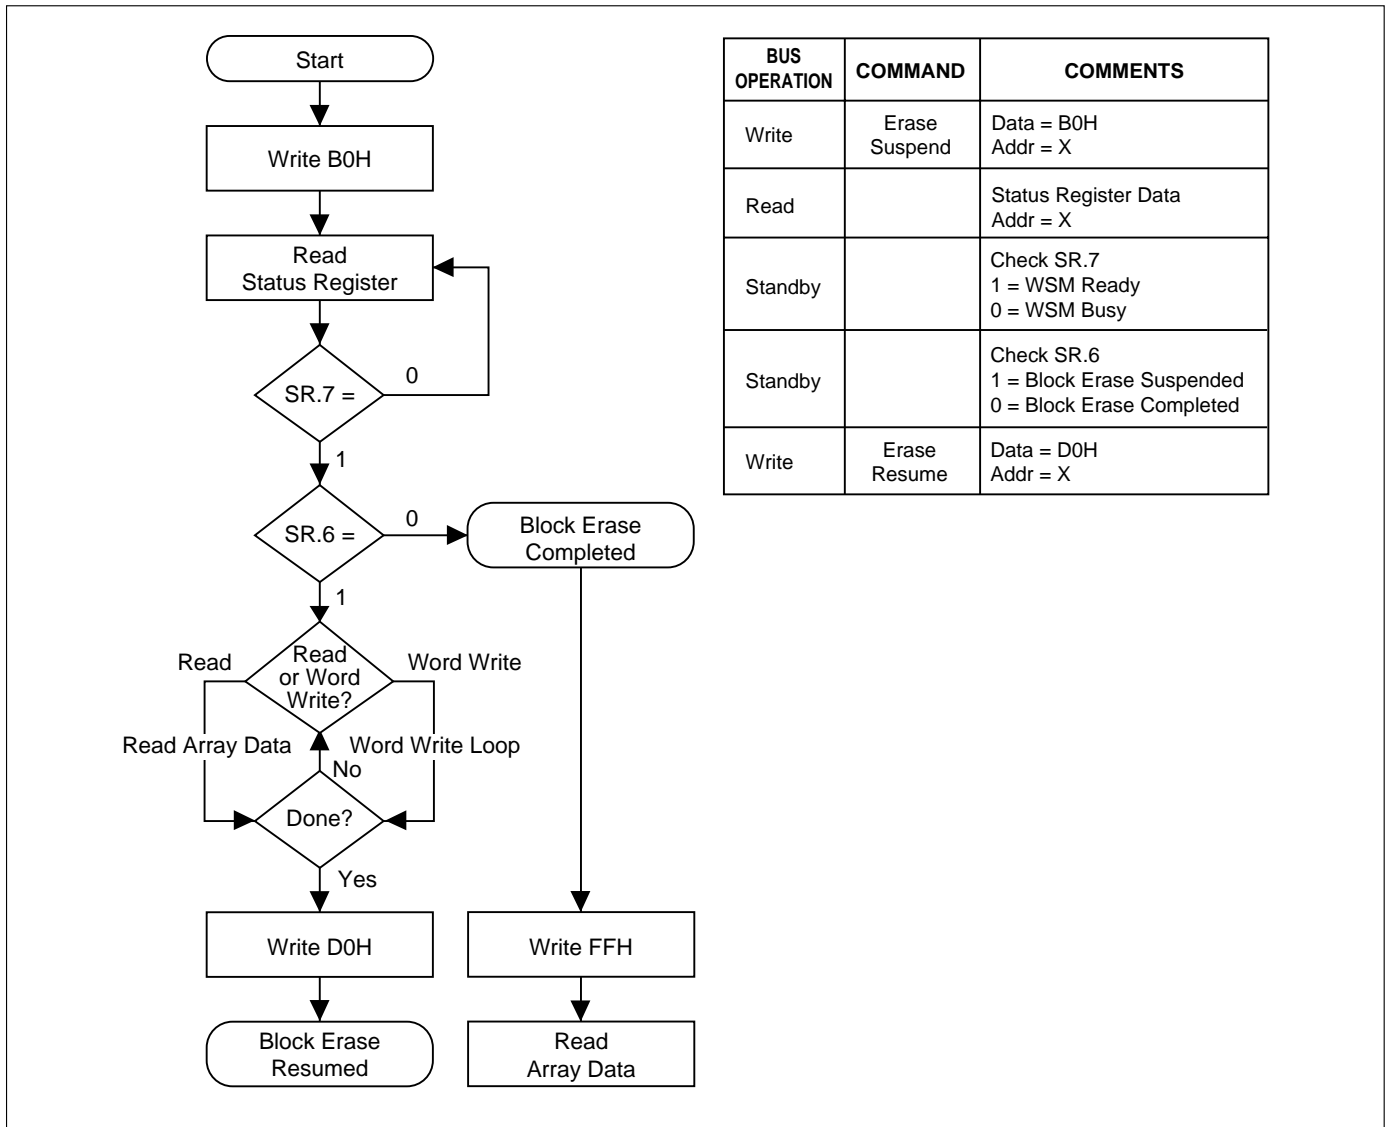 Start
Write B0H
Read
Status Register
SR.7 =
0
1
SR.6 =
0
Block Erase
Completed
1
Read
Read
or Word
Write?
Word Write
Read Array Data
Word Write Loop
No
Done?
Yes
Write D0H
Write FFH
Block Erase
Resumed
Read
Array Data
BUS
OPERATION
COMMAND
COMMENTS
Write
Erase
Suspend
Data = B0H
Addr = X
Read
Status Register Data
Addr = X
Standby
Check SR.7
1 = WSM Ready
0 = WSM Busy
Standby
Check SR.6
1 = Block Erase Suspended
0 = Block Erase Completed
Write
Erase
Resume
Data = D0H
Addr = X